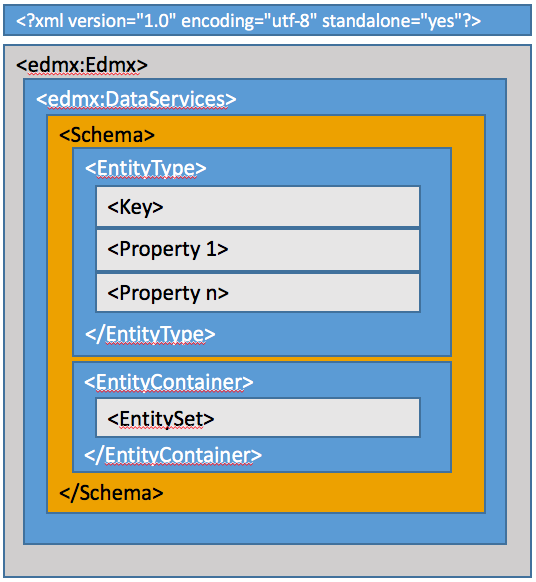 <?xml version="1.0" encoding="utf-8" standalone="yes"?>
<edmx:Edmx>
<edmx:DataServices>
<Schema>
<EntityType>
<Key>
<Property 1>
<Property n>
</EntityType>
<EntityContainer>
<EntitySet>
</EntityContainer>
</Schema>